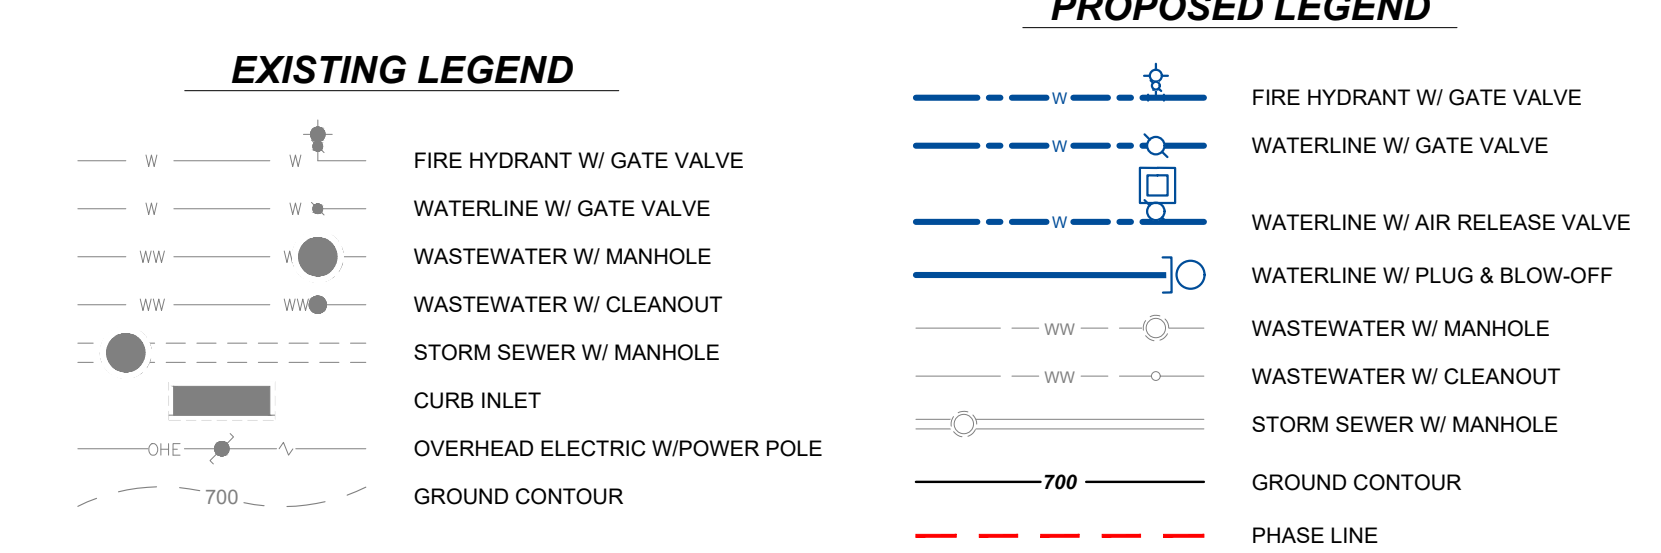 EXISTING LEGEND
W W FIRE HYDRANT W/ GATE VALVE
W W WATERLINE W/ GATE VALVE
WW W WASTEWATER W/ MANHOLE
WW WW WASTEWATER W/ CLEANOUT
STORM SEWER W/ MANHOLE
CURB INLET
OHE OVERHEAD ELECTRIC W/POWER POLE
700 GROUND CONTOUR
PROPOSED LEGEND
W FIRE HYDRANT W/ GATE VALVE
W WATERLINE W/ GATE VALVE
W WATERLINE W/ AIR RELEASE VALVE
WATERLINE W/ PLUG & BLOW-OFF
WW WASTEWATER W/ MANHOLE
WW WASTEWATER W/ CLEANOUT
STORM SEWER W/ MANHOLE
700 GROUND CONTOUR
PHASE LINE